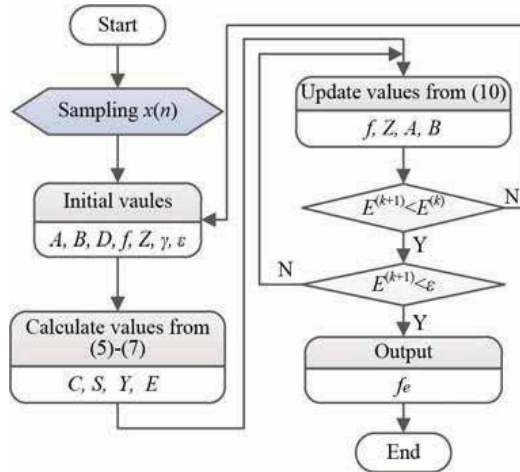 Start
Sampling x(n)
Initial vaules
A, B, D, f, Z, γ, ε
Calculate values from
(5)-(7)
C, S, Y, E
Update values from (10)
f, Z, A, B
E^(k+1)<E^(k)
N
Y
E^(k+1)<ε
N
Y
Output
fe
End